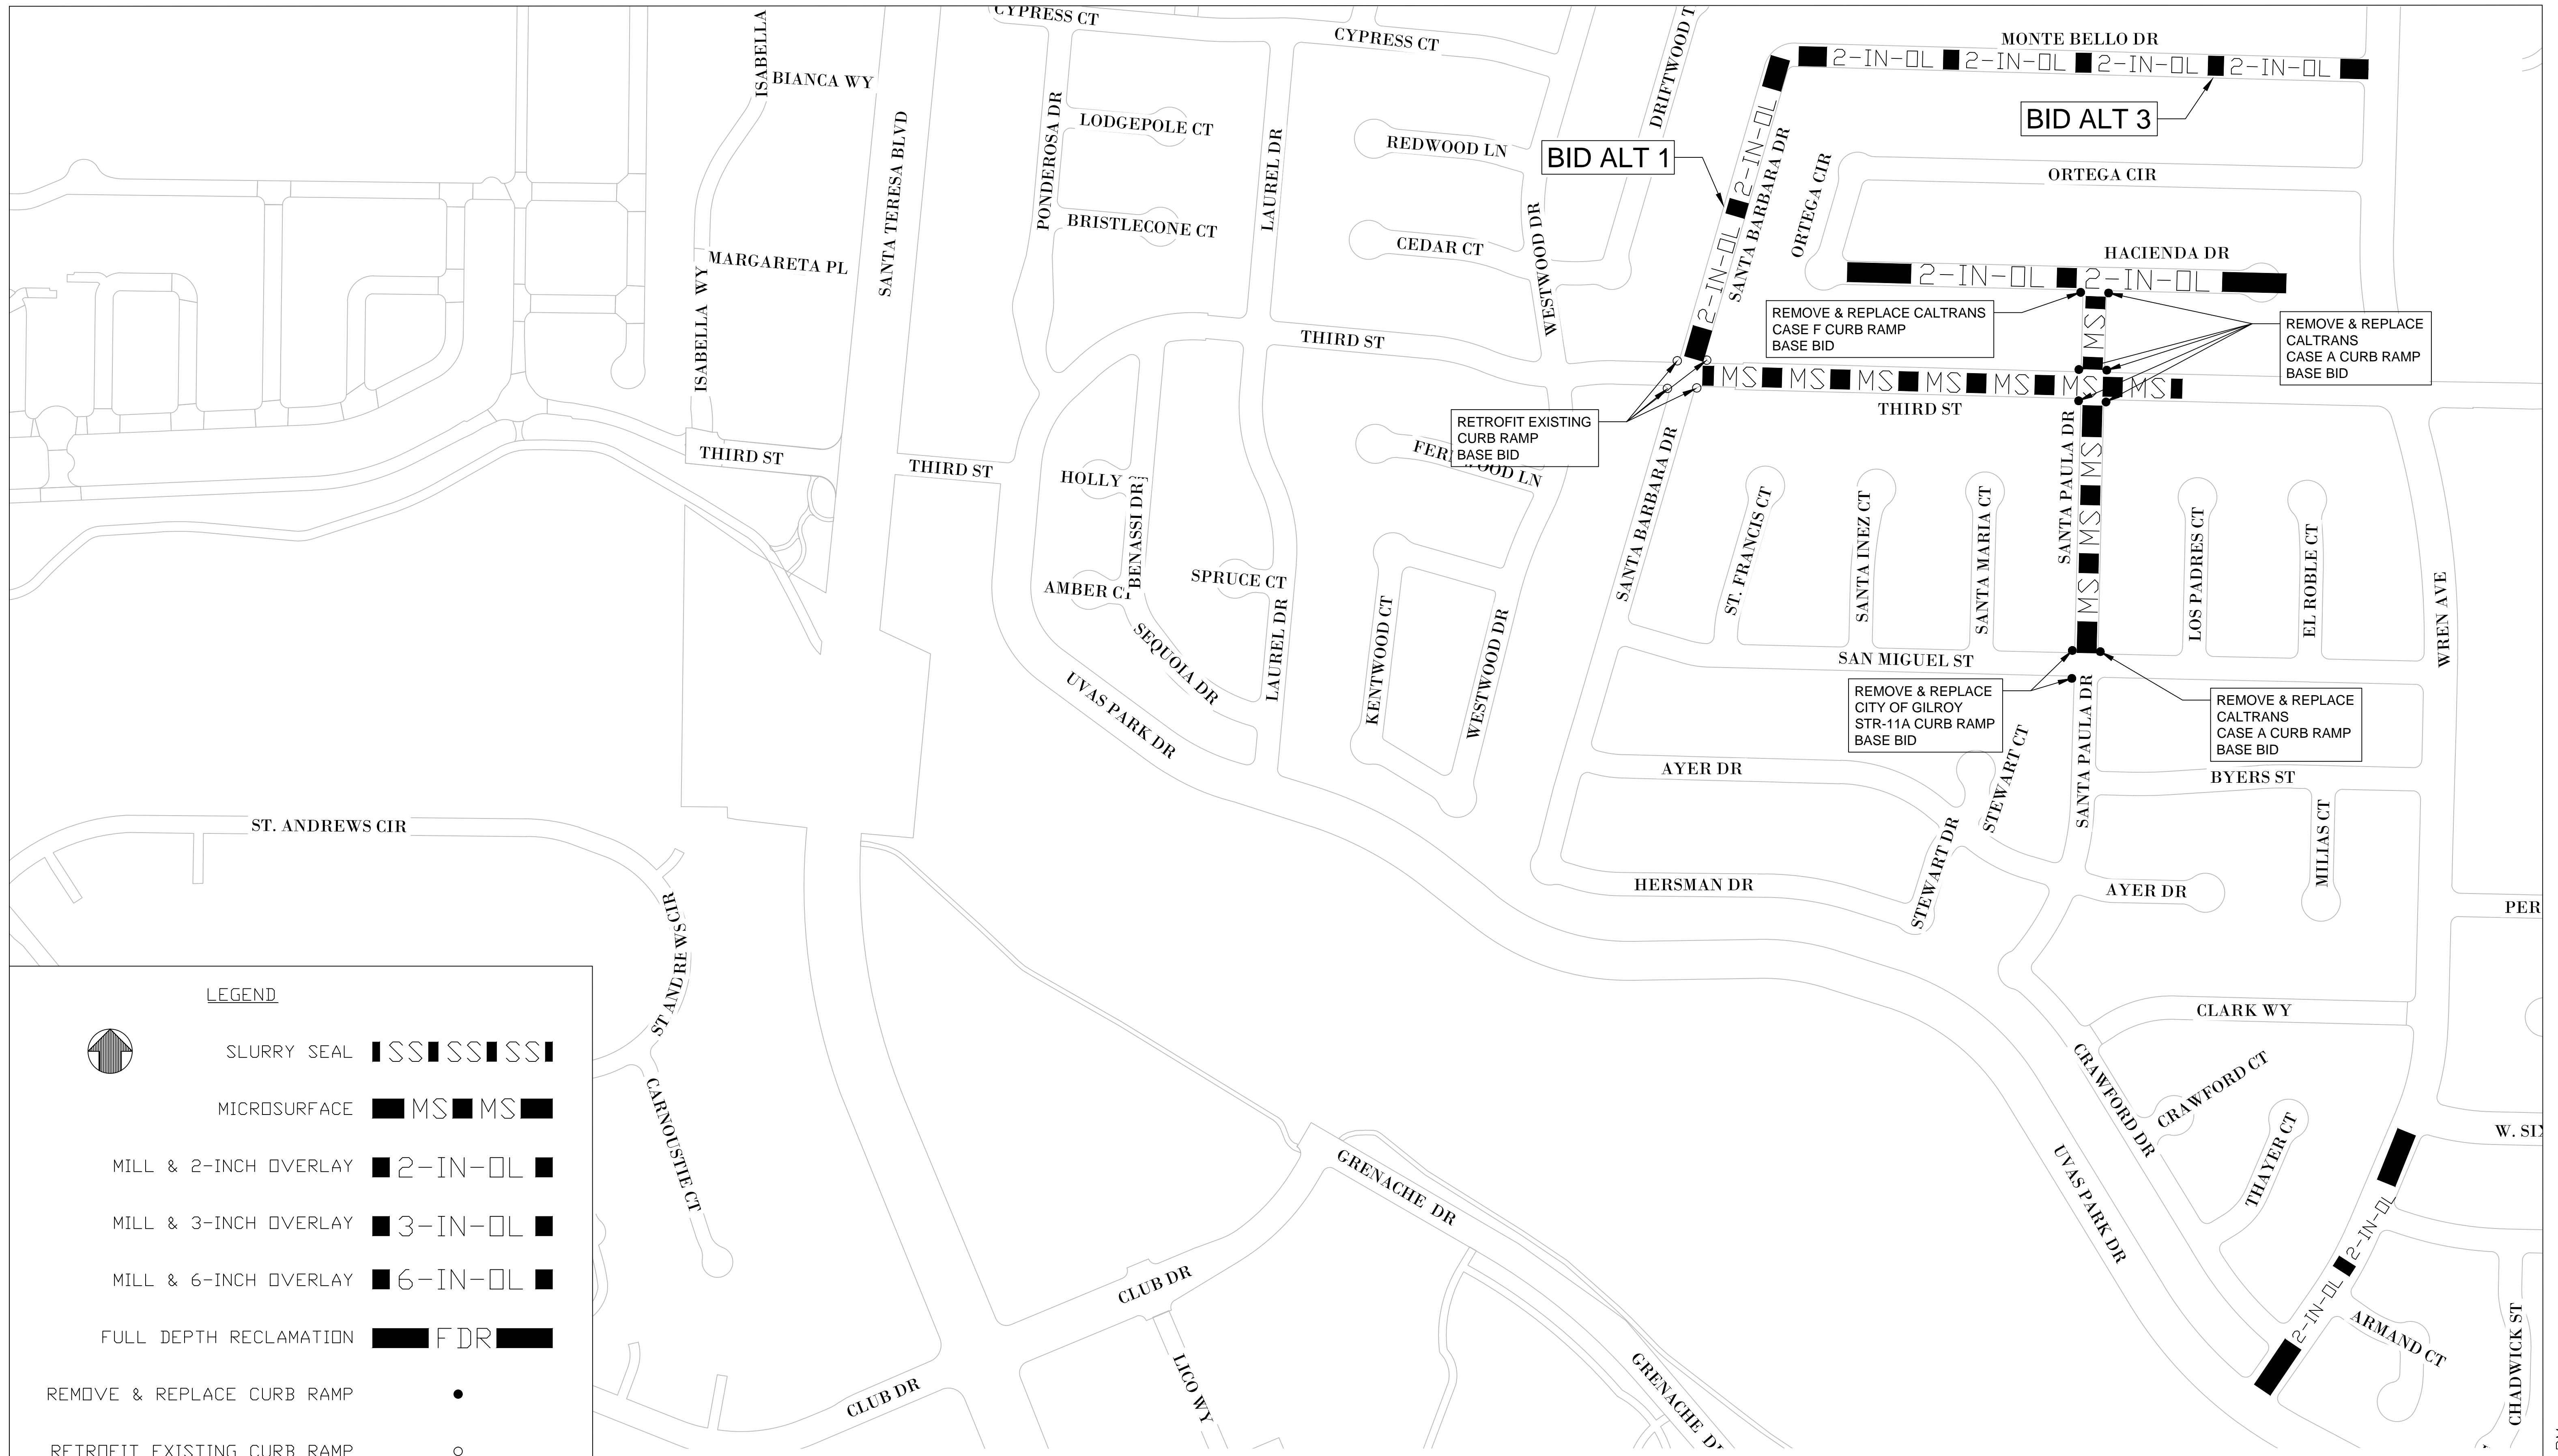 CYPRESS CT
CYPRESS CT
ISABELLA
BIANCA WY
SANTA TERESA BLVD
PONDEROSA DR
LODGEPOLE CT
LAUREL DR
BRISTLECONE CT
REDWOOD LN
CEDAR CT
WESTWOOD DR
MARGARETA PL
ISABELLA WY
MONTE BELLO DR
2-IN-OL 2-IN-OL 2-IN-OL 2-IN-OL
BID ALT 3
BID ALT 1
2-IN-OL 2-IN-OL
SANTA BARBARA DR
SANTA BARBARA DR
ORTEGA CIR
ORTEGA CIR
HACIENDA DR
2-IN-OL 2-IN-OL
REMOVE & REPLACE CALTRANS
CASE F CURB RAMP
BASE BID
REMOVE & REPLACE
CALTRANS
CASE A CURB RAMP
BASE BID
MS
THIRD ST
MS MS MS MS MS MS MS
THIRD ST
RETROFIT EXISTING
CURB RAMP
BASE BID
THIRD ST
THIRD ST
HOLLY
BENASSI DR
AMBER CT
SPRUCE CT
SEQUOIA DR
LAUREL DR
UVAS PARK DR
LN
KENTWOOD CT
WESTWOOD DR
ST. FRANCIS CT
SANTA INEZ CT
SANTA MARIA CT
SANTA PAULA DR
MS MS MS
LOS PADRES CT
EL ROBLE CT
WREN AVE
SAN MIGUEL ST
REMOVE & REPLACE
CITY OF GILROY
STR-11A CURB RAMP
BASE BID
REMOVE & REPLACE
CALTRANS
CASE A CURB RAMP
BASE BID
SANTA PAULA DR
AYER DR
STEWART CT
BYERS ST
MILIAS CT
AYER DR
HERSMAN DR
STEWART DR
PER
CLARK WY
CRAWFORD CT
CRAWFORD DR
THAYER CT
W. SI
UVAS PARK DR
2-IN-OL 2-IN-OL
ARMAND CT
CHADWICK ST
ST. ANDREWS CIR
ST ANDREWS CIR
CARNOUSTIE CT
GRENACHE DR
CLUB DR
CLUB DR
LICO WY
GRENACHE
LEGEND
SLURRY SEAL SS SS SS
MICROSURFACE MS MS
MILL & 2-INCH OVERLAY 2-IN-OL
MILL & 3-INCH OVERLAY 3-IN-OL
MILL & 6-INCH OVERLAY 6-IN-OL
FULL DEPTH RECLAMATION FDR
REMOVE & REPLACE CURB RAMP
RETROFIT EXISTING CURB RAMP